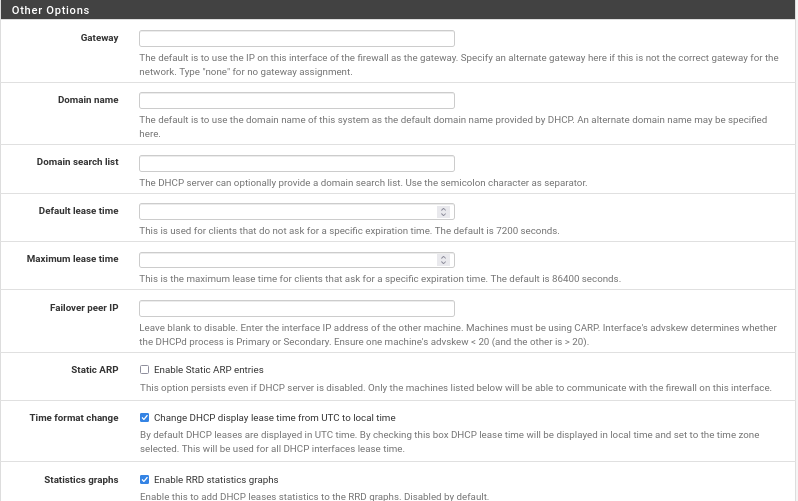 Other Options
Gateway
The default is to use the IP on this interface of the firewall as the gateway. Specify an alternate gateway here if this is not the correct gateway for the
network. Type "none" for no gateway assignment.
Domain name
The default is to use the domain name of this system as the default domain name provided by DHCP. An alternate domain name may be specified
here.
Domain search list
The DHCP server can optionally provide a domain search list. Use the semicolon character as separator.
Default lease time
This is used for clients that do not ask for a specific expiration time. The default is 7200 seconds.
Maximum lease time
This is the maximum lease time for clients that ask for a specific expiration time. The default is 86400 seconds.
Failover peer IP
Leave blank to disable. Enter the interface IP address of the other machine. Machines must be using CARP. Interface's advskew determines whether
the DHCPd process is Primary or Secondary. Ensure one machine's advskew < 20 (and the other is > 20).
Static ARP
Enable Static ARP entries
This option persists even if DHCP server is disabled. Only the machines listed below will be able to communicate with the firewall on this interface.
Time format change
Change DHCP display lease time from UTC to local time
By default DHCP leases are displayed in UTC time. By checking this box DHCP lease time will be displayed in local time and set to the time zone
selected. This will be used for all DHCP interfaces lease time.
Statistics graphs
Enable RRD statistics graphs
Enable this to add DHCP leases statistics to the RRD graphs. Disabled by default.